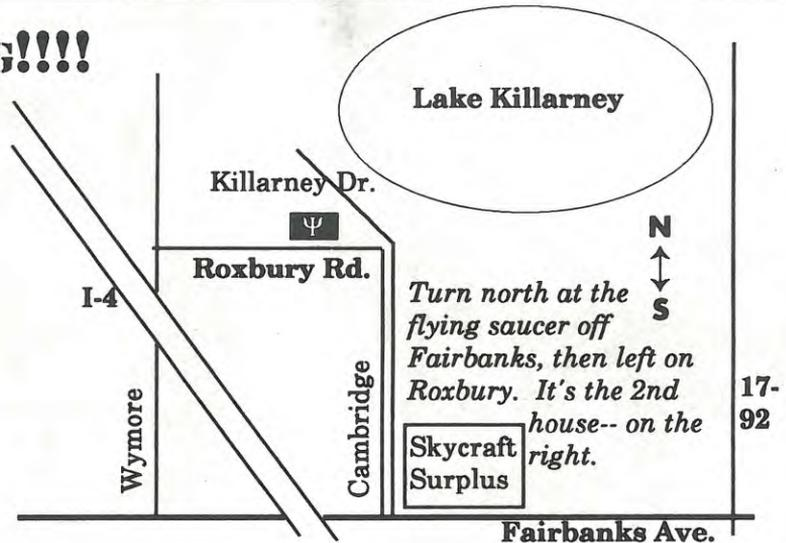 !!!!
Lake Killarney
Killarney Dr.
Ψ
N
Roxbury Rd.
I-4
S
Turn north at the
flying saucer off
Fairbanks, then left on
Roxbury. It's the 2nd
house-- on the
right.
17-
92
Wymore
Cambridge
Skycraft
Surplus
Fairbanks Ave.